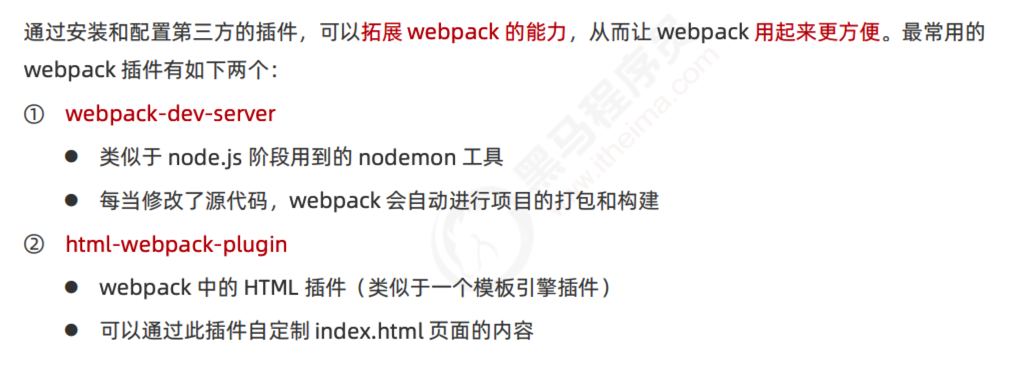 通过安装和配置第三方的插件，可以拓展 webpack 的能力，从而让 webpack 用起来更方便。最常用的
webpack 插件有如下两个：
① webpack-dev-server
● 类似于 node.js 阶段用到的 nodemon 工具
● 每当修改了源代码，webpack 会自动进行项目的打包和构建
② html-webpack-plugin
● webpack 中的 HTML 插件（类似于一个模板引擎插件）
● 可以通过此插件自定制 index.html 页面的内容
黑马程序员
www.itheima.com